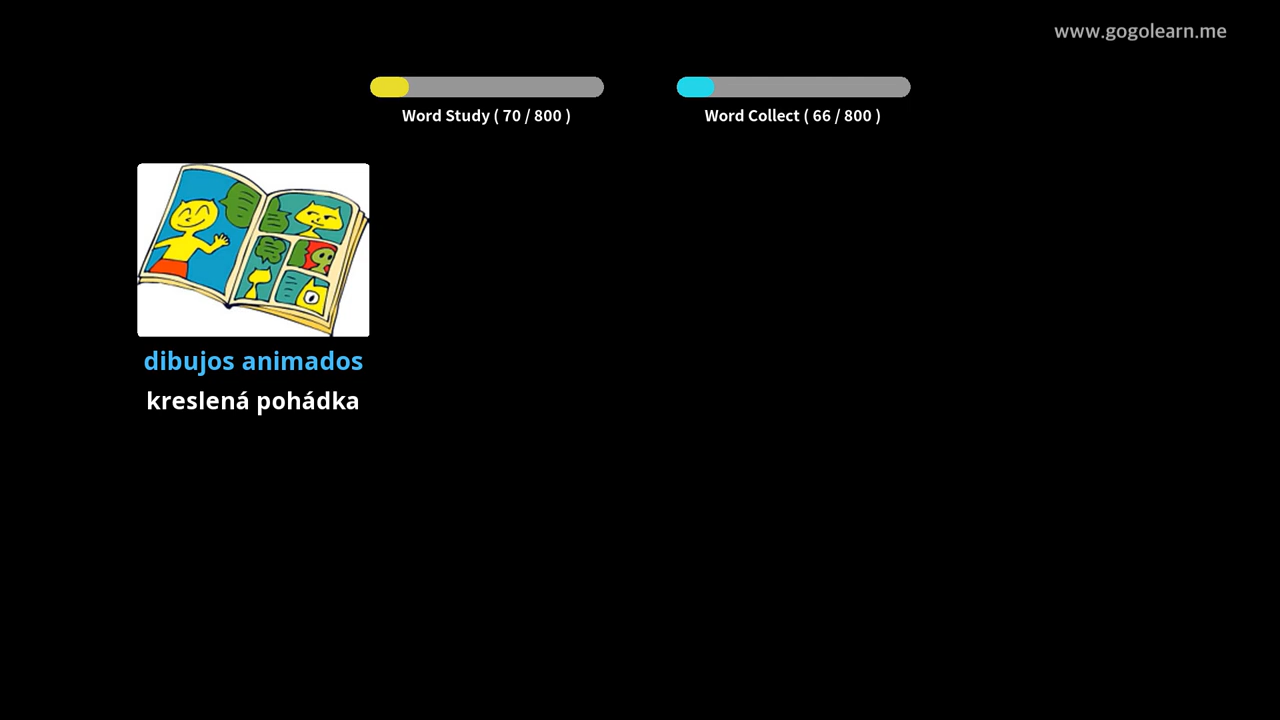 www.gogolearn.me
Word Study ( 70 / 800 )
Word Collect ( 66 / 800 )
dibujos animados
kreslená pohádka